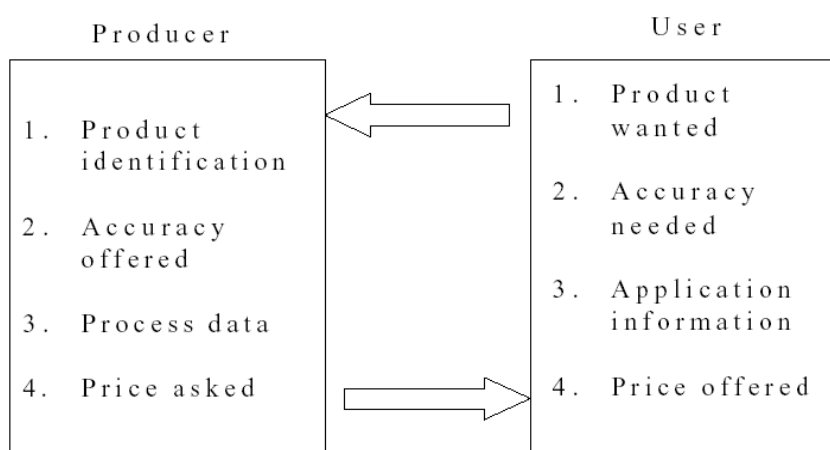 Producer
1. Product
identification
2. Accuracy
offered
3. Process data
4. Price asked
User
1. Product
wanted
2. Accuracy
needed
3. Application
information
4. Price offered